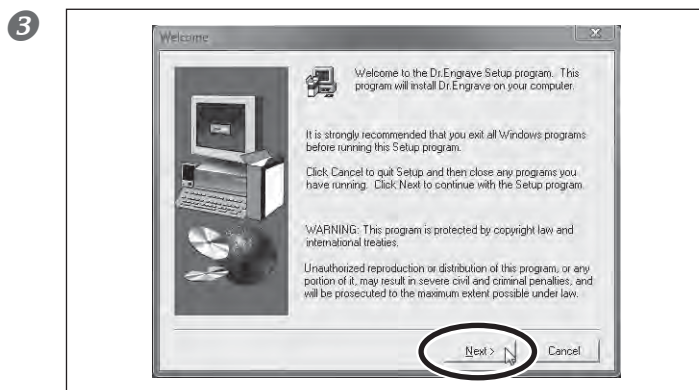 3
Welcome
Welcome to the Dr.Engrave Setup program. This
program will install Dr.Engrave on your computer.
It is strongly recommended that you exit all Windows programs
before running this Setup program.
Click Cancel to quit Setup and then close any programs you
have running. Click Next to continue with the Setup program.
WARNING: This program is protected by copyright law and
international treaties.
Unauthorized reproduction or distribution of this program, or any
portion of it, may result in severe civil and criminal penalties, and
will be prosecuted to the maximum extent possible under law.
Next > Cancel